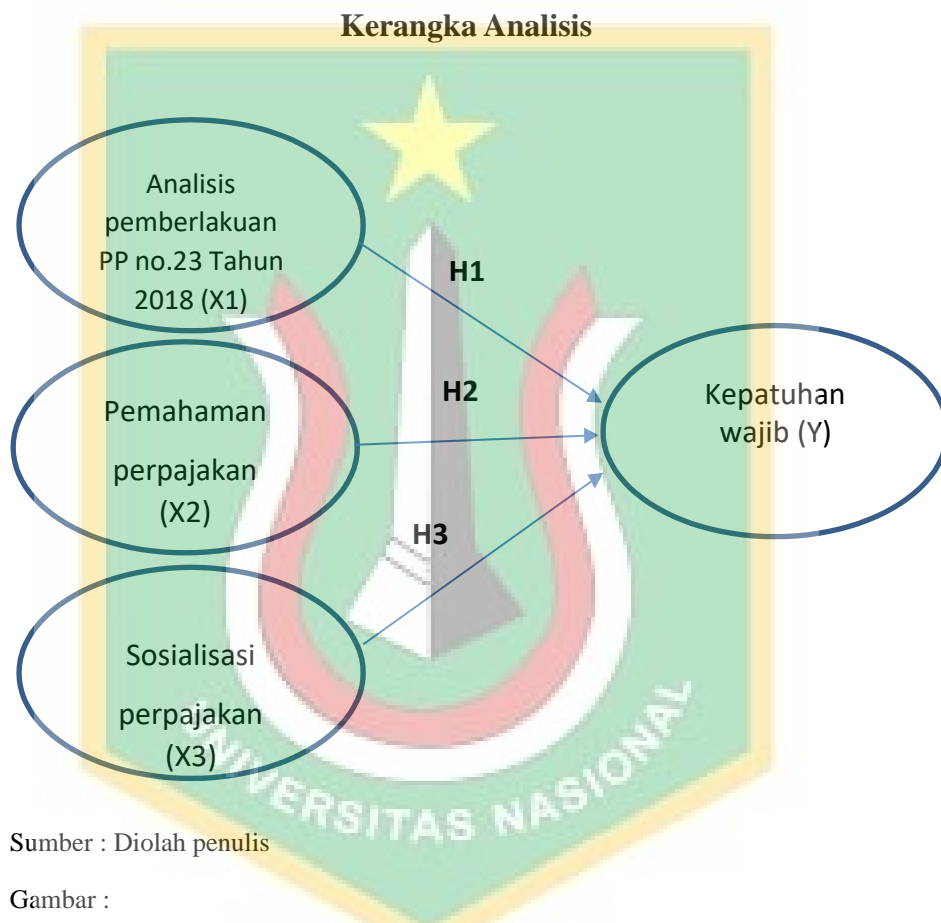 Kerangka Analisis
Analisis
pemberlakuan
PP no.23 Tahun
2018 (X1)
H1
Pemahaman
perpajakan
(X2)
H2
Kepatuhan
wajib (Y)
H3
Sosialisasi
perpajakan
(X3)
UNIVERSITAS NASIONAL
Sumber : Diolah penulis
Gambar :